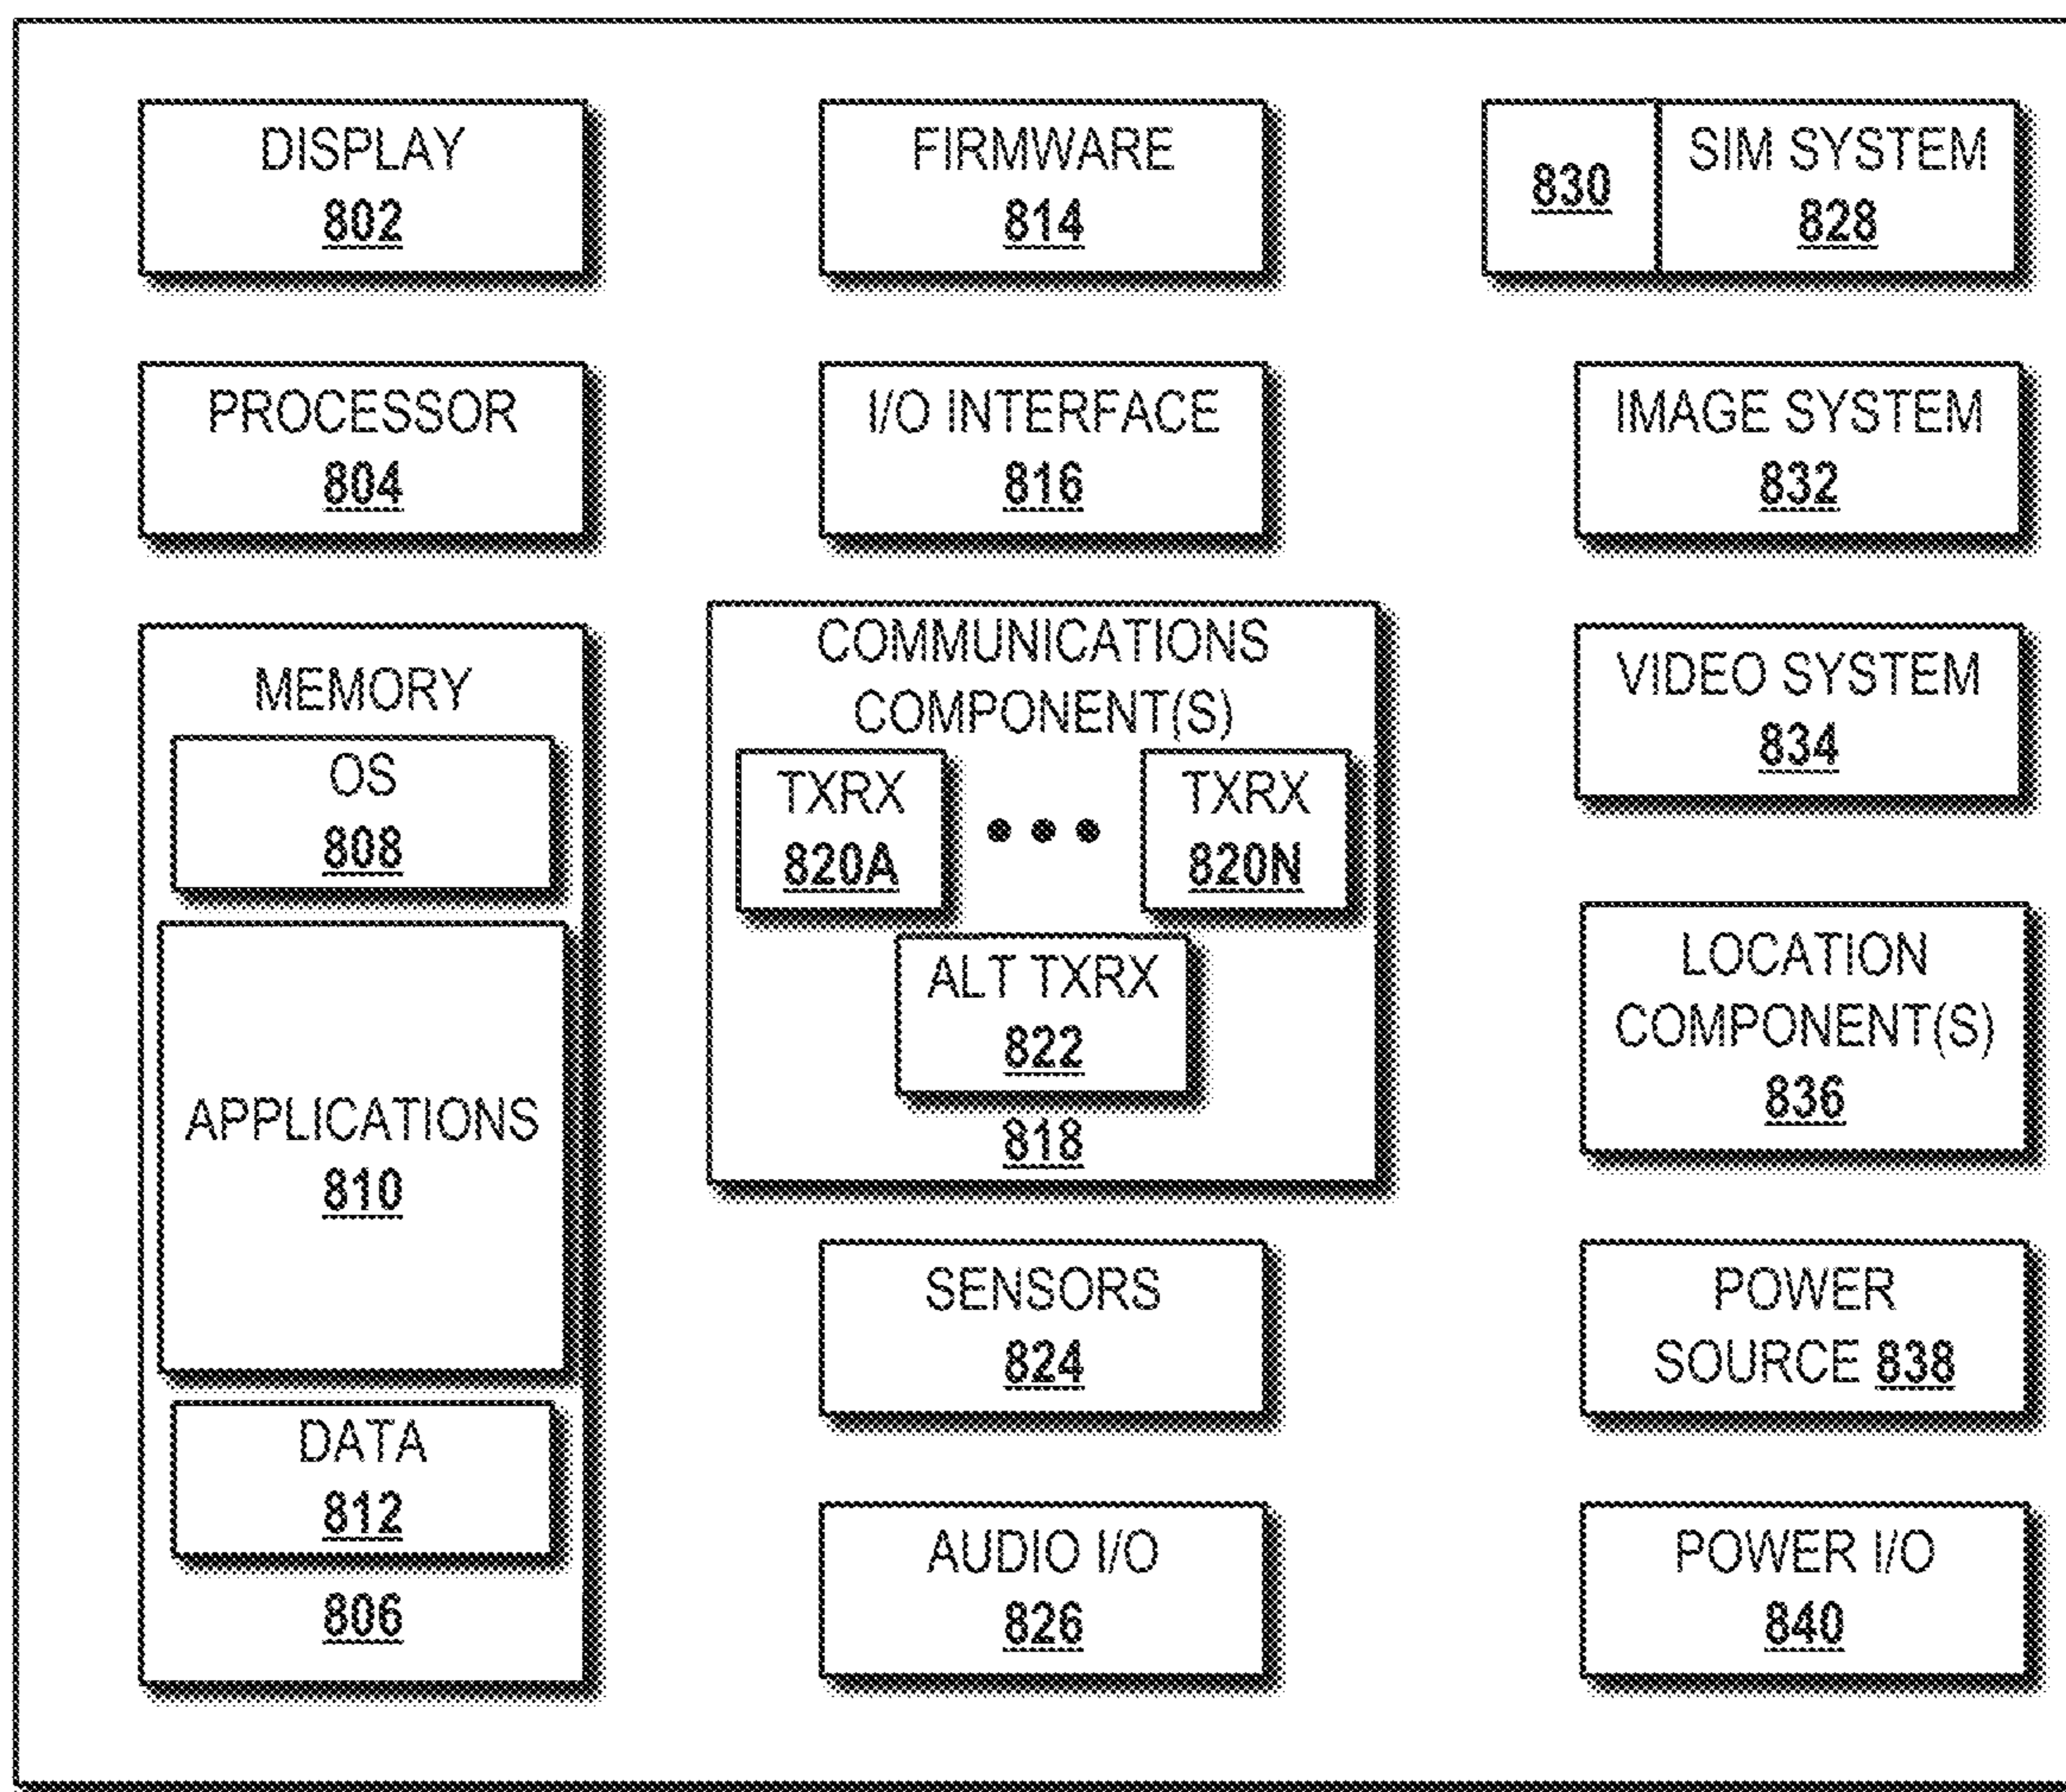 DISPLAY
802
PROCESSOR
804
MEMORY
OS
808
APPLICATIONS
810
DATA
812
806
FIRMWARE
814
I/O INTERFACE
816
COMMUNICATIONS
COMPONENT(S)
TXRX
820A
•••
TXRX
820N
ALT TXRX
822
818
SENSORS
824
AUDIO I/O
826
830
SIM SYSTEM
828
IMAGE SYSTEM
832
VIDEO SYSTEM
834
LOCATION
COMPONENT(S)
836
POWER
SOURCE 838
POWER I/O
840